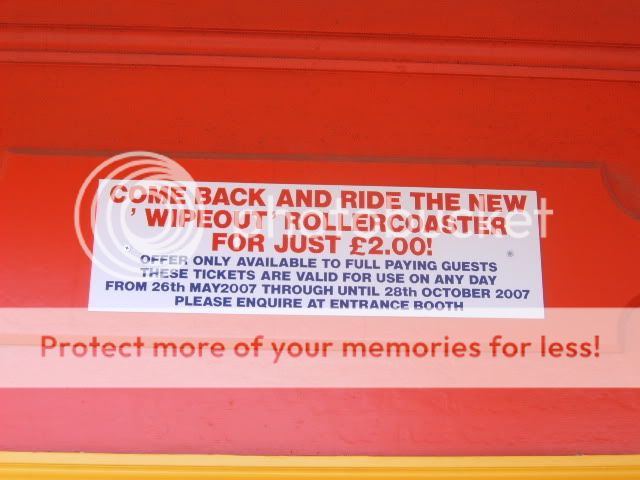 COME BACK AND RIDE THE NEW
' WIPEOUT' ROLLERCOASTER
FOR JUST £2.00!
OFFER ONLY AVAILABLE TO FULL PAYING GUESTS
THESE TICKETS ARE VALID FOR USE ON ANY DAY
FROM 26th MAY2007 THROUGH UNTIL 28th OCTOBER 2007
PLEASE ENQUIRE AT ENTRANCE BOOTH
photobucket
Protect more of your memories for less!